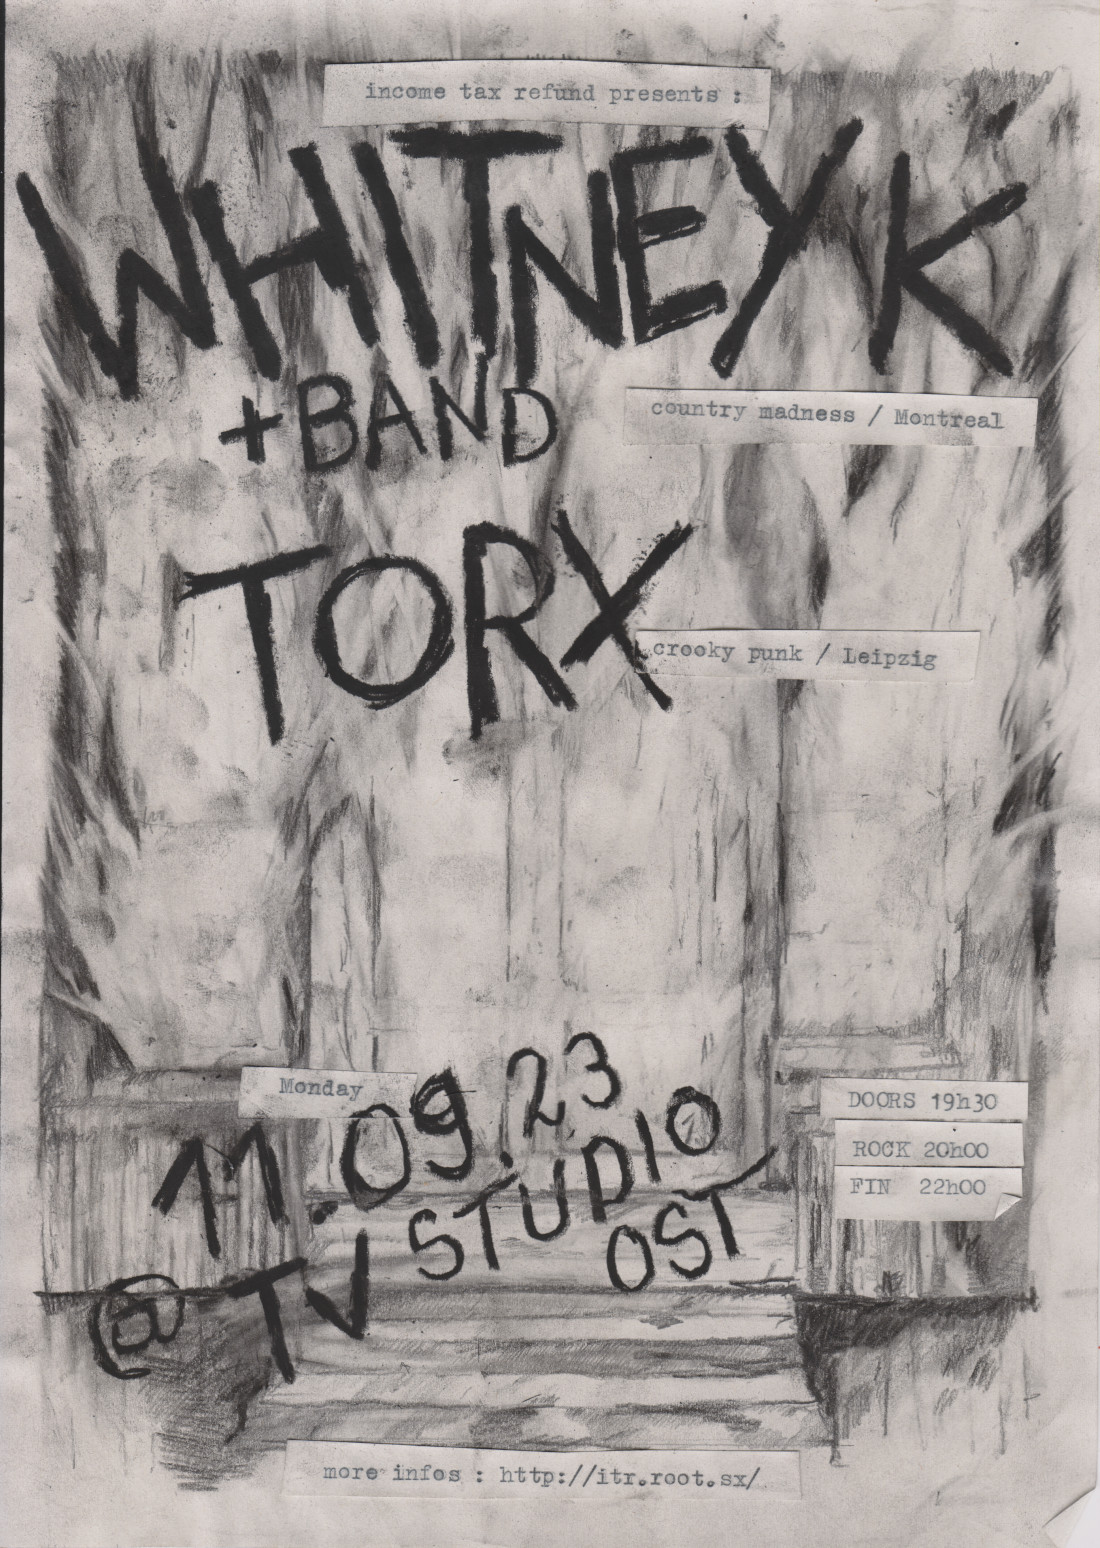 income tax refund presents :
WHITNEY K
+ BAND
country madness / Montreal
TORX
crooky punk / Leipzig
Monday
11.09.23
@ TV STUDIO
OST
DOORS 19h30
ROCK 20h00
FIN 22h00
more infos : http://itr.root.sx/